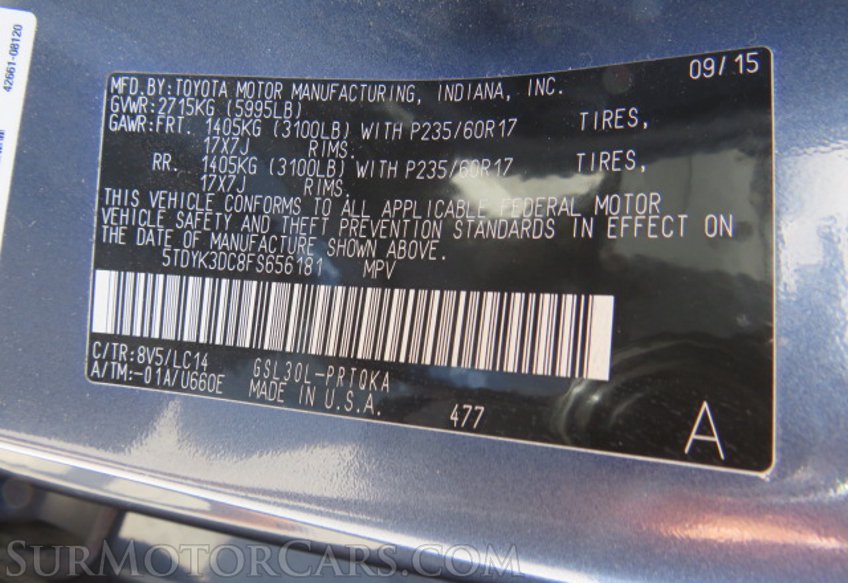 42661-08120
09/15
MFD.BY:TOYOTA MOTOR MANUFACTURING, INDIANA, INC.
GVWR:2715KG (5995LB)
GAWR:FRT. 1405KG (3100LB) WITH P235/60R17 TIRES,
17X7J RIMS.
RR. 1405KG (3100LB) WITH P235/60R17 TIRES,
17X7J RIMS.
THIS VEHICLE CONFORMS TO ALL APPLICABLE FEDERAL MOTOR
VEHICLE SAFETY AND THEFT PREVENTION STANDARDS IN EFFECT ON
THE DATE OF MANUFACTURE SHOWN ABOVE.
5TDYK3DC8FS656181 MPV
C/TR:8V5/LC14 GSL30L-PRTQKA
A/TM:-01A/U660E MADE IN U.S.A.
477
A
SurMotorCars.com